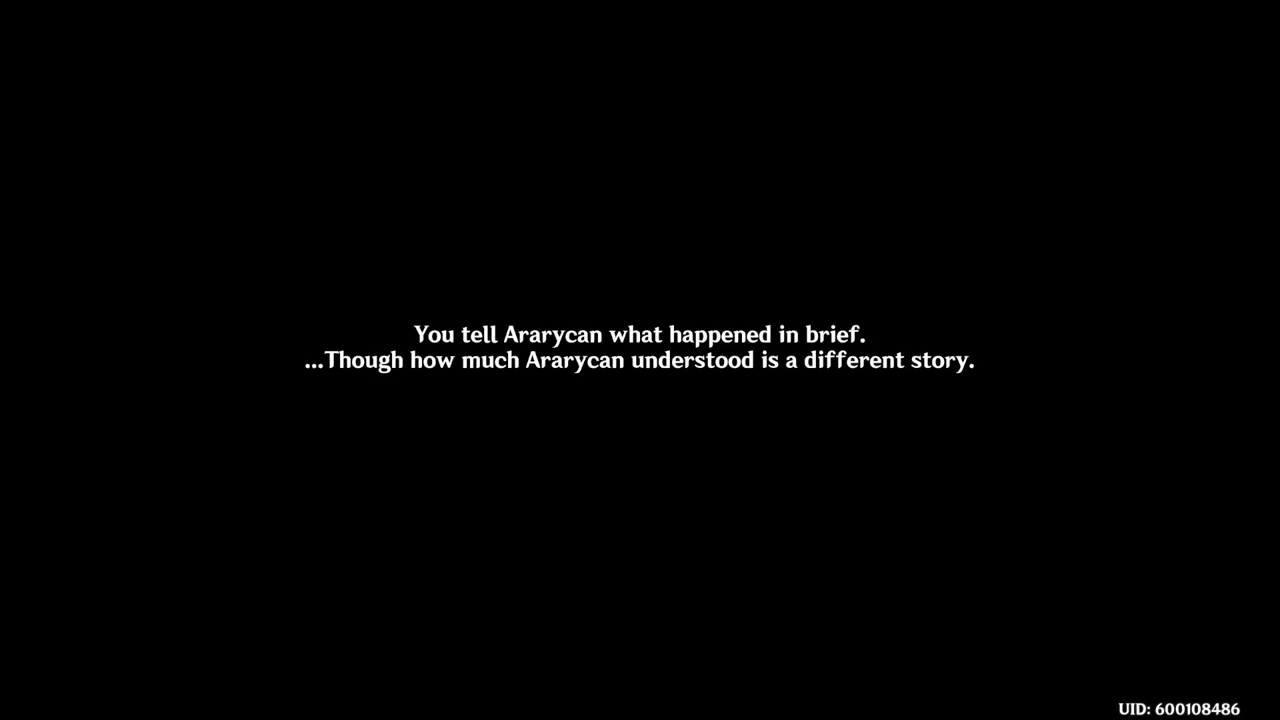 You tell Ararycan what happened in brief.
...Though how much Ararycan understood is a different story.
UID: 600108486